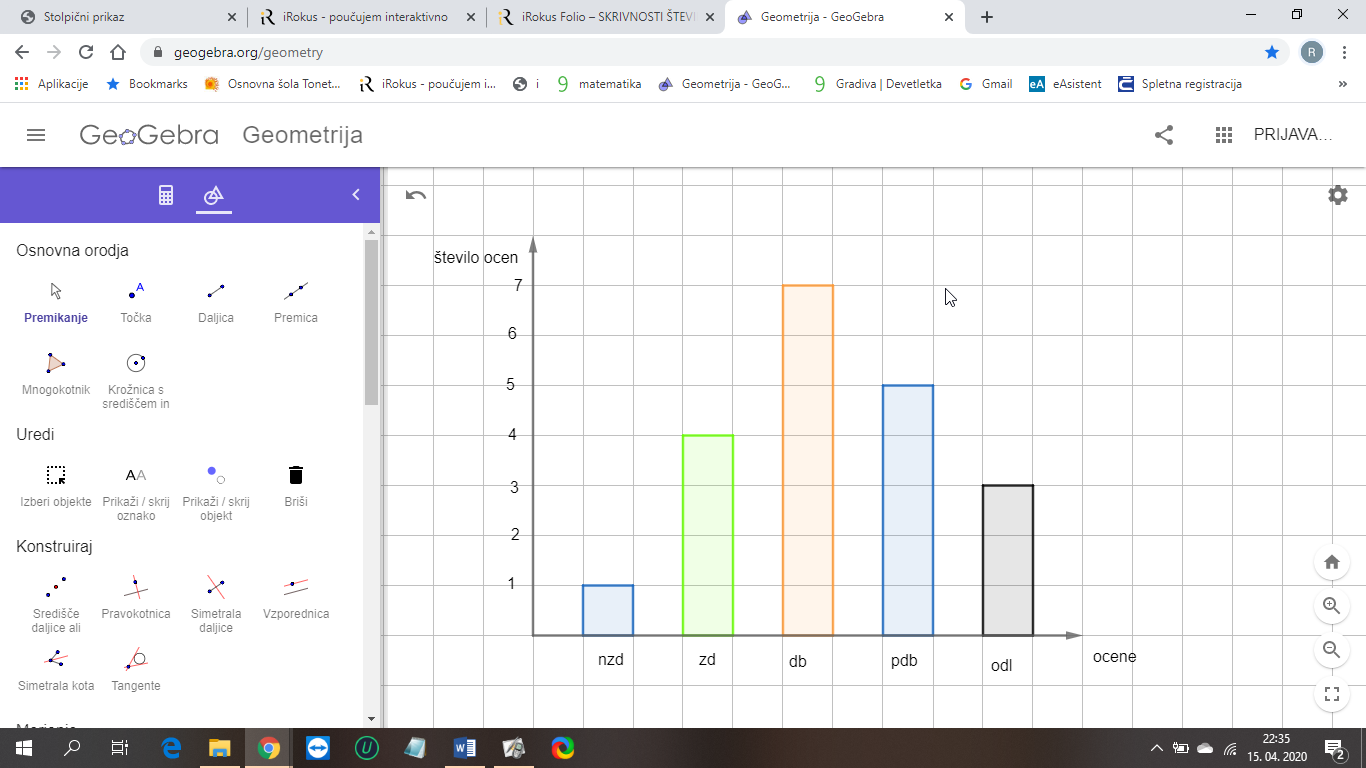 Stolpični prikaz
iRokus - poučujem interaktivno
iRokus Folio – SKRIVNOSTI ŠTEVI
Geometrija - GeoGebra
geogebra.org/geometry
R
Aplikacije
Bookmarks
Osnovna šola Tonet...
iRokus - poučujem i...
i
matematika
Geometrija - GeoG...
Gradiva | Devetletka
Gmail
eAsistent
Spletna registracija
GeoGebra
Geometrija
PRIJAVA...
Osnovna orodja
Premikanje
Točka
Daljica
Premica
Mnogokotnik
Krožnica s
središčem in
Uredi
Izberi objekte
Prikaži / skrij
oznako
Prikaži / skrij
objekt
Briši
Konstruiraj
Središče
daljice ali
Pravokotnica
Simetrala
daljice
Vzporednica
Simetrala kota
Tangente
število ocen
7
6
5
4
3
2
1
nzd
zd
db
pdb
odl
ocene
22:35
15. 04. 2020
2